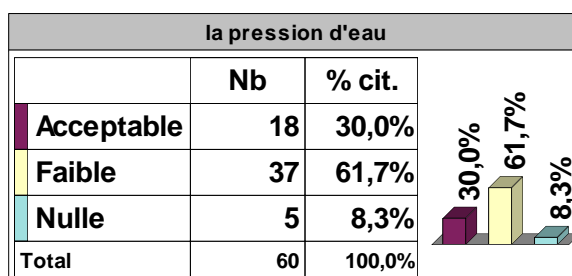 la pression d'eau
Nb % cit.
Acceptable 18 30,0%
Faible 37 61,7%
Nulle 5 8,3%
Total 60 100,0%
30,0% 61,7% 8,3%